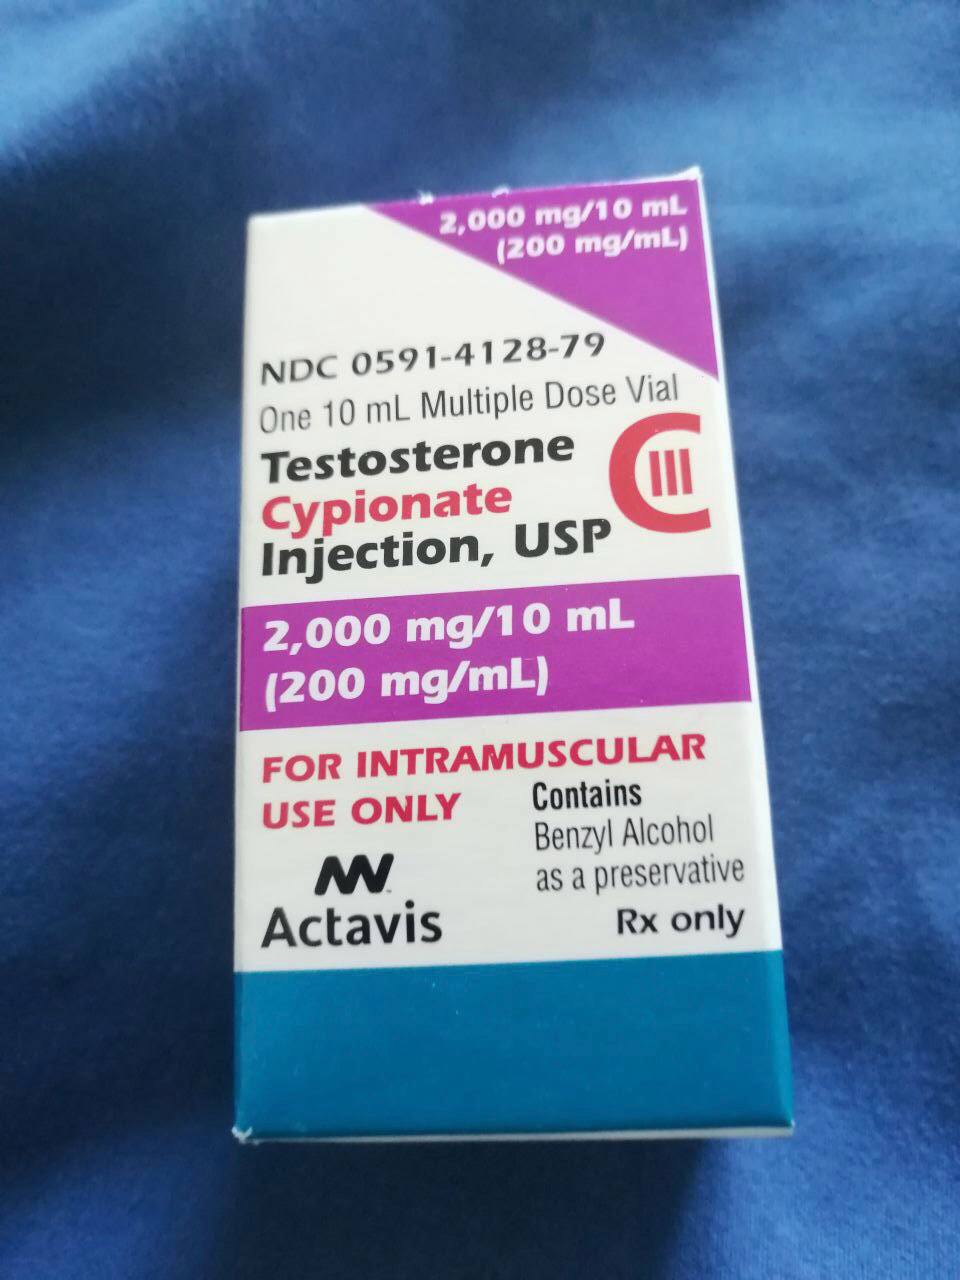 2,000 mg/10 mL
(200 mg/mL)
NDC 0591-4128-79
One 10 mL Multiple Dose Vial
Testosterone
Cypionate
Injection, USP
CIII
2,000 mg/10 mL
(200 mg/mL)
FOR INTRAMUSCULAR
USE ONLY
Contains
Benzyl Alcohol
as a preservative
Actavis
Rx only